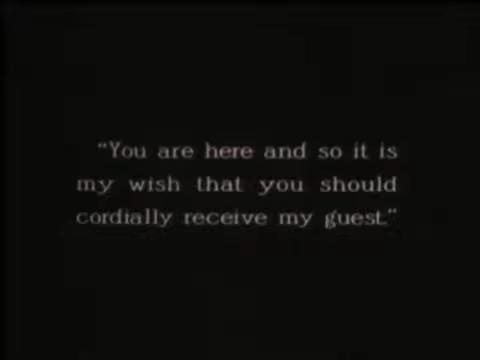 "You are here and so it is
my wish that you should
cordially receive my guest."